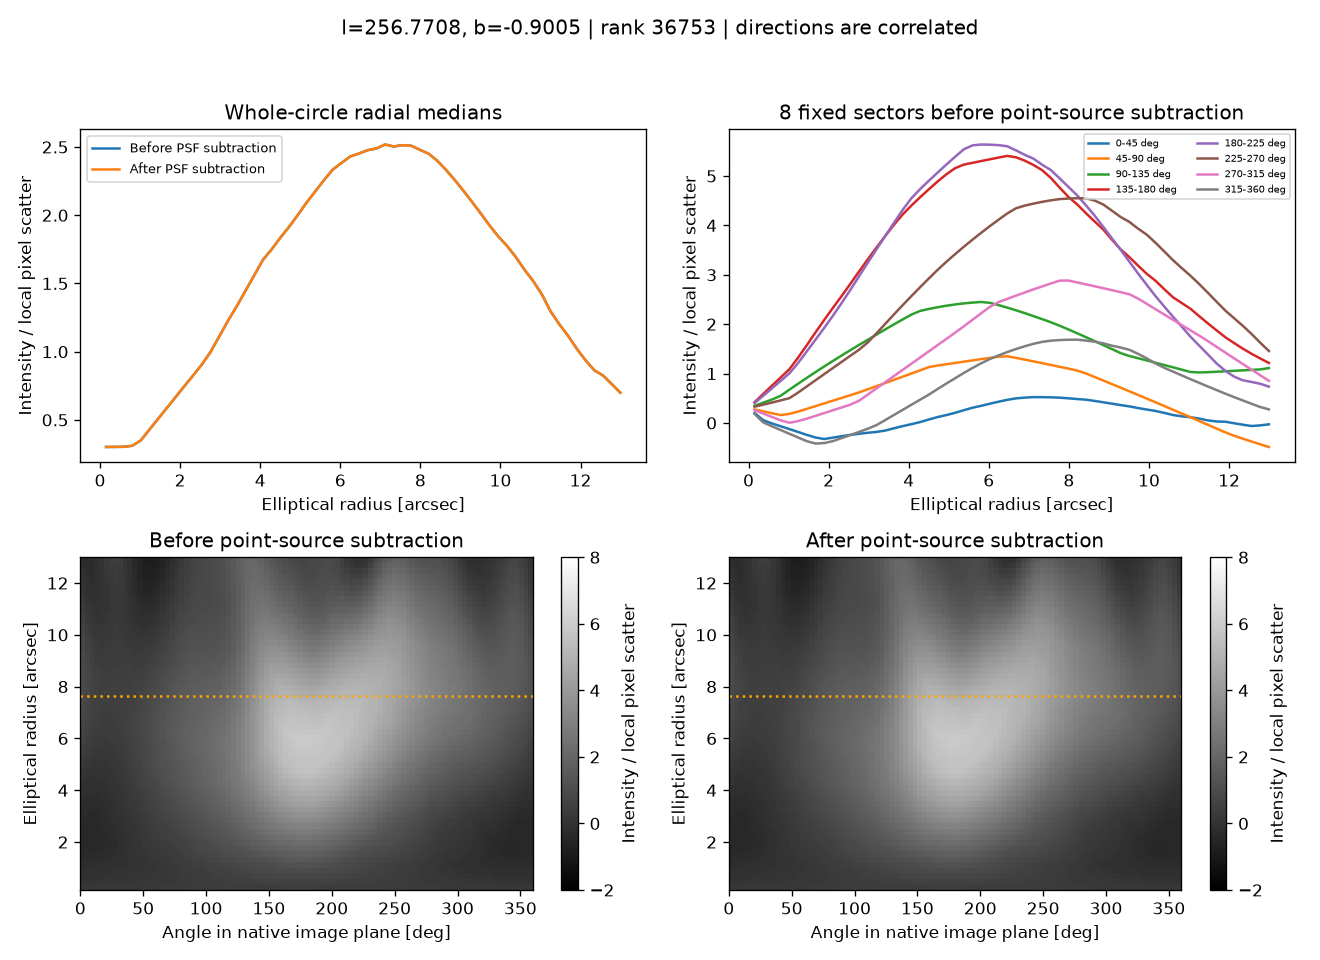 l=256.7708, b=-0.9005 | rank 36753 | directions are correlated
Whole-circle radial medians
Before PSF subtraction
After PSF subtraction
2.5
2.0
1.5
1.0
0.5
0 2 4 6 8 10 12
Intensity / local pixel scatter
Elliptical radius [arcsec]
8 fixed sectors before point-source subtraction
0-45 deg
45-90 deg
90-135 deg
135-180 deg
180-225 deg
225-270 deg
270-315 deg
315-360 deg
5
4
3
2
1
0
0 2 4 6 8 10 12
Intensity / local pixel scatter
Elliptical radius [arcsec]
Before point-source subtraction
12
10
8
6
4
2
0 50 100 150 200 250 300 350
Elliptical radius [arcsec]
Angle in native image plane [deg]
8
6
4
2
0
−2
Intensity / local pixel scatter
After point-source subtraction
12
10
8
6
4
2
0 50 100 150 200 250 300 350
Elliptical radius [arcsec]
Angle in native image plane [deg]
8
6
4
2
0
−2
Intensity / local pixel scatter